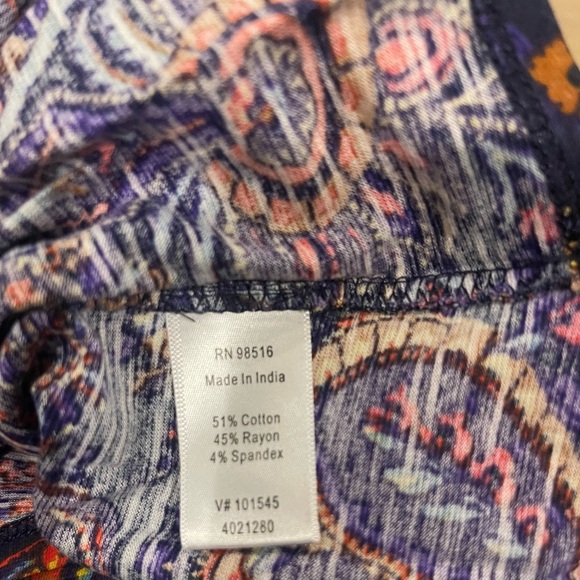 RN 98516
Made In India
51% Cotton
45% Rayon
4% Spandex
V# 101545
4021280